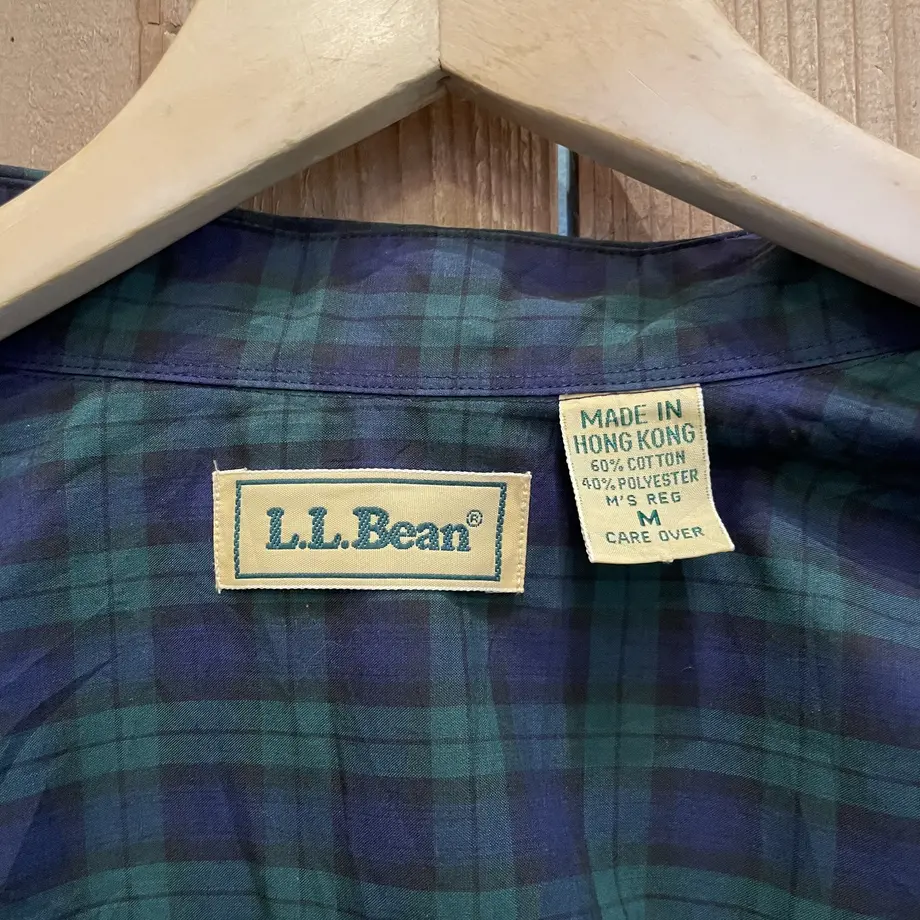 L.L.Bean®
MADE IN
HONG KONG
60% COTTON
40% POLYESTER
M'S REG
M
CARE OVER